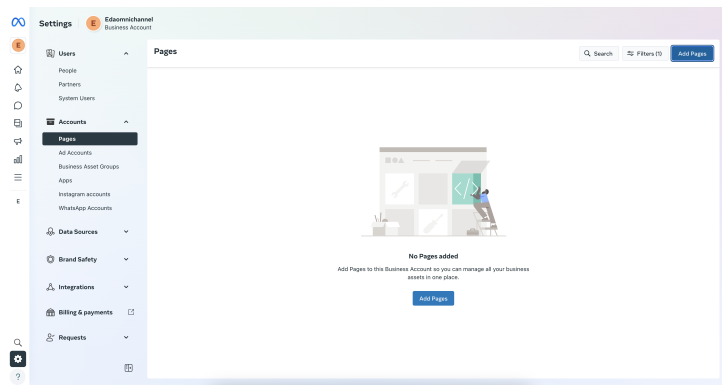 Settings
E
Edaomnichannel
Business Account
E
Users
People
Partners
System Users
Accounts
Pages
Ad Accounts
Business Asset Groups
Apps
Instagram accounts
WhatsApp Accounts
E
Data Sources
Brand Safety
Integrations
Billing & payments
Requests
?
Pages
Search
Filters (1)
Add Pages
</>
No Pages added
Add Pages to this Business Account so you can manage all your business
assets in one place.
Add Pages